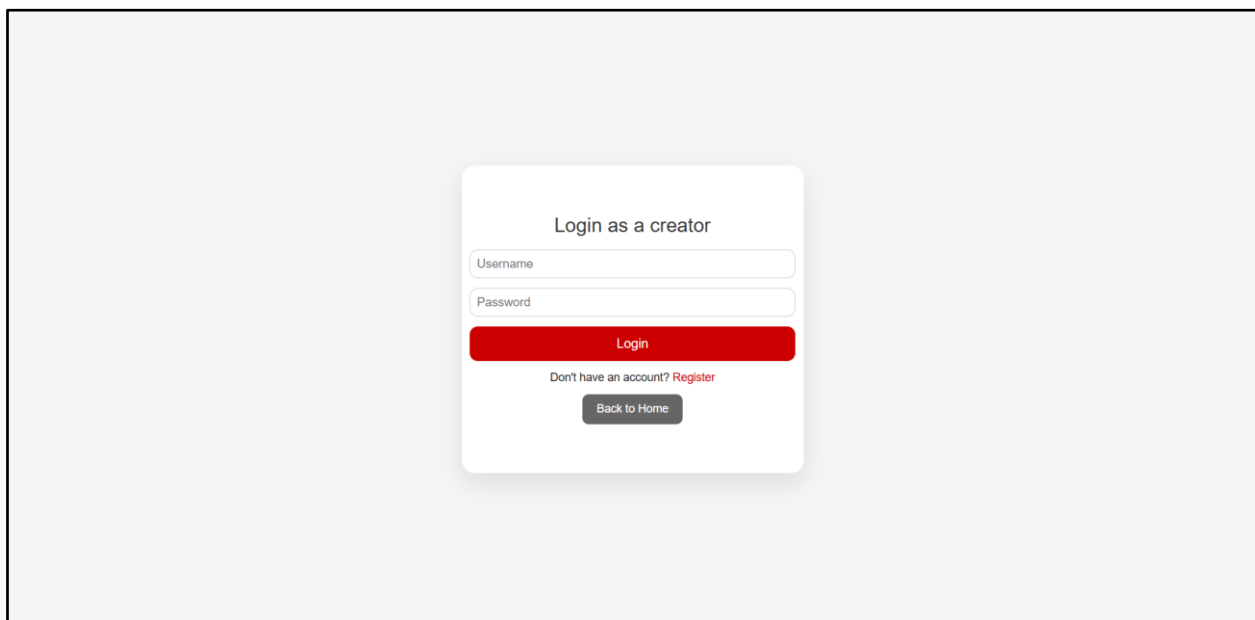 Login as a creator
Username
Password
Login
Don't have an account? Register
Back to Home